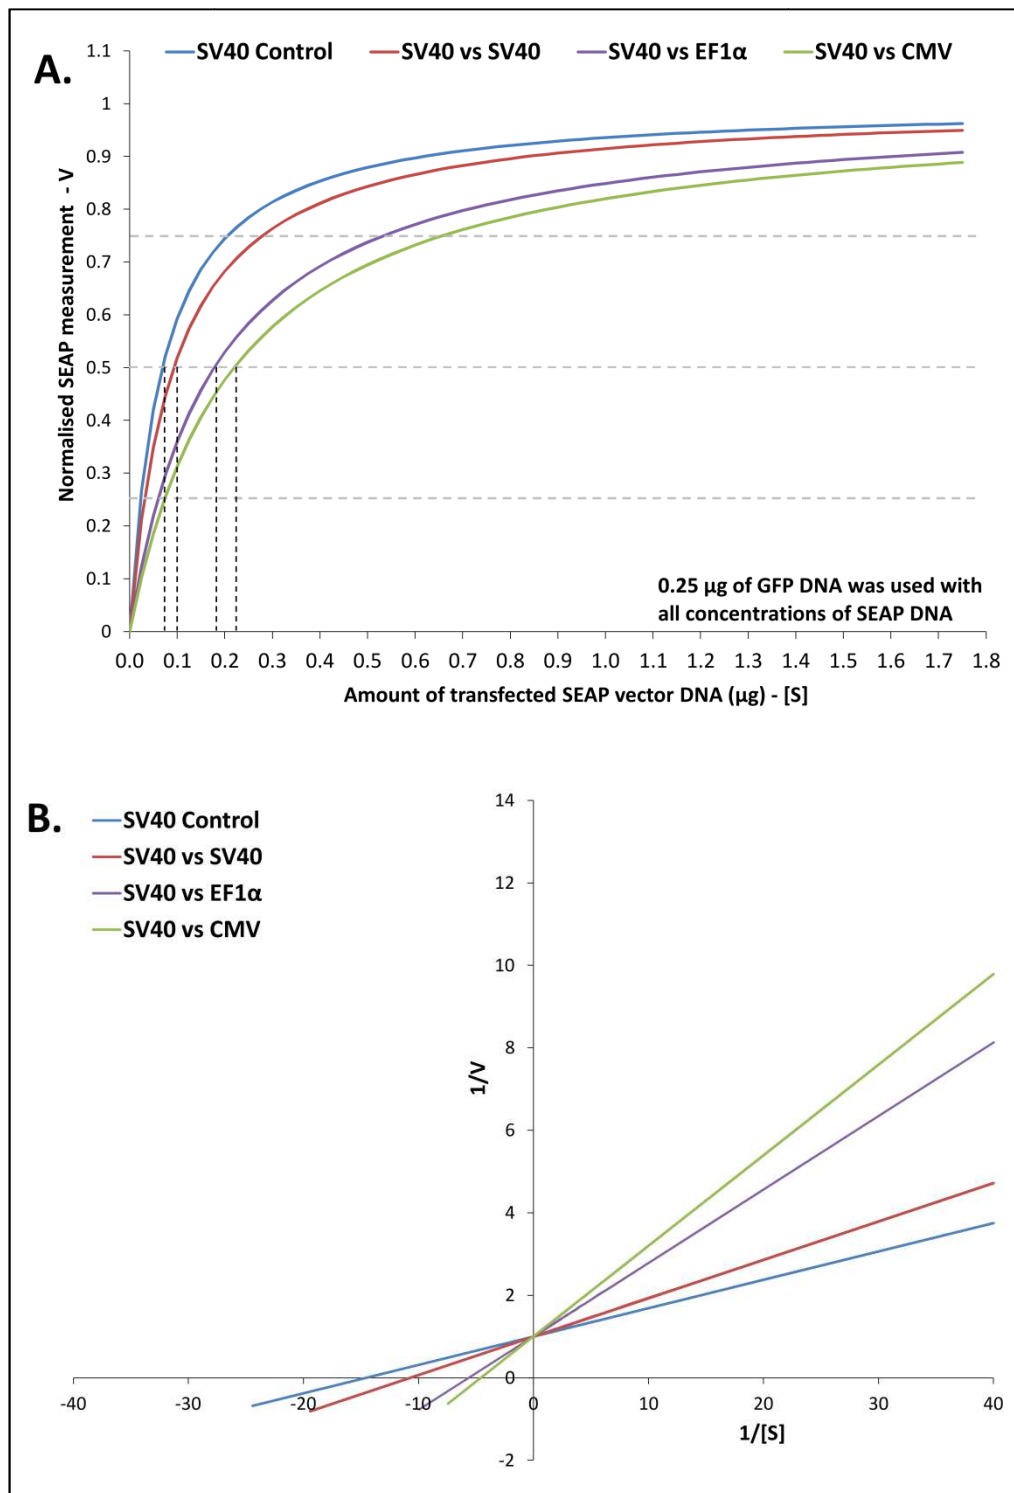 A.
SV40 Control SV40 vs SV40 SV40 vs EF1α SV40 vs CMV
Normalised SEAP measurement - V
1.1
1
0.9
0.8
0.7
0.6
0.5
0.4
0.3
0.2
0.1
0
0.25 µg of GFP DNA was used with
all concentrations of SEAP DNA
0.0 0.1 0.2 0.3 0.4 0.5 0.6 0.7 0.8 0.9 1.0 1.1 1.2 1.3 1.4 1.5 1.6 1.7 1.8
Amount of transfected SEAP vector DNA (µg) - [S]
B.
SV40 Control
SV40 vs SV40
SV40 vs EF1α
SV40 vs CMV
1/V
14
12
10
8
6
4
2
0
-2
-40 -30 -20 -10 0 10 20 30 40
1/[S]